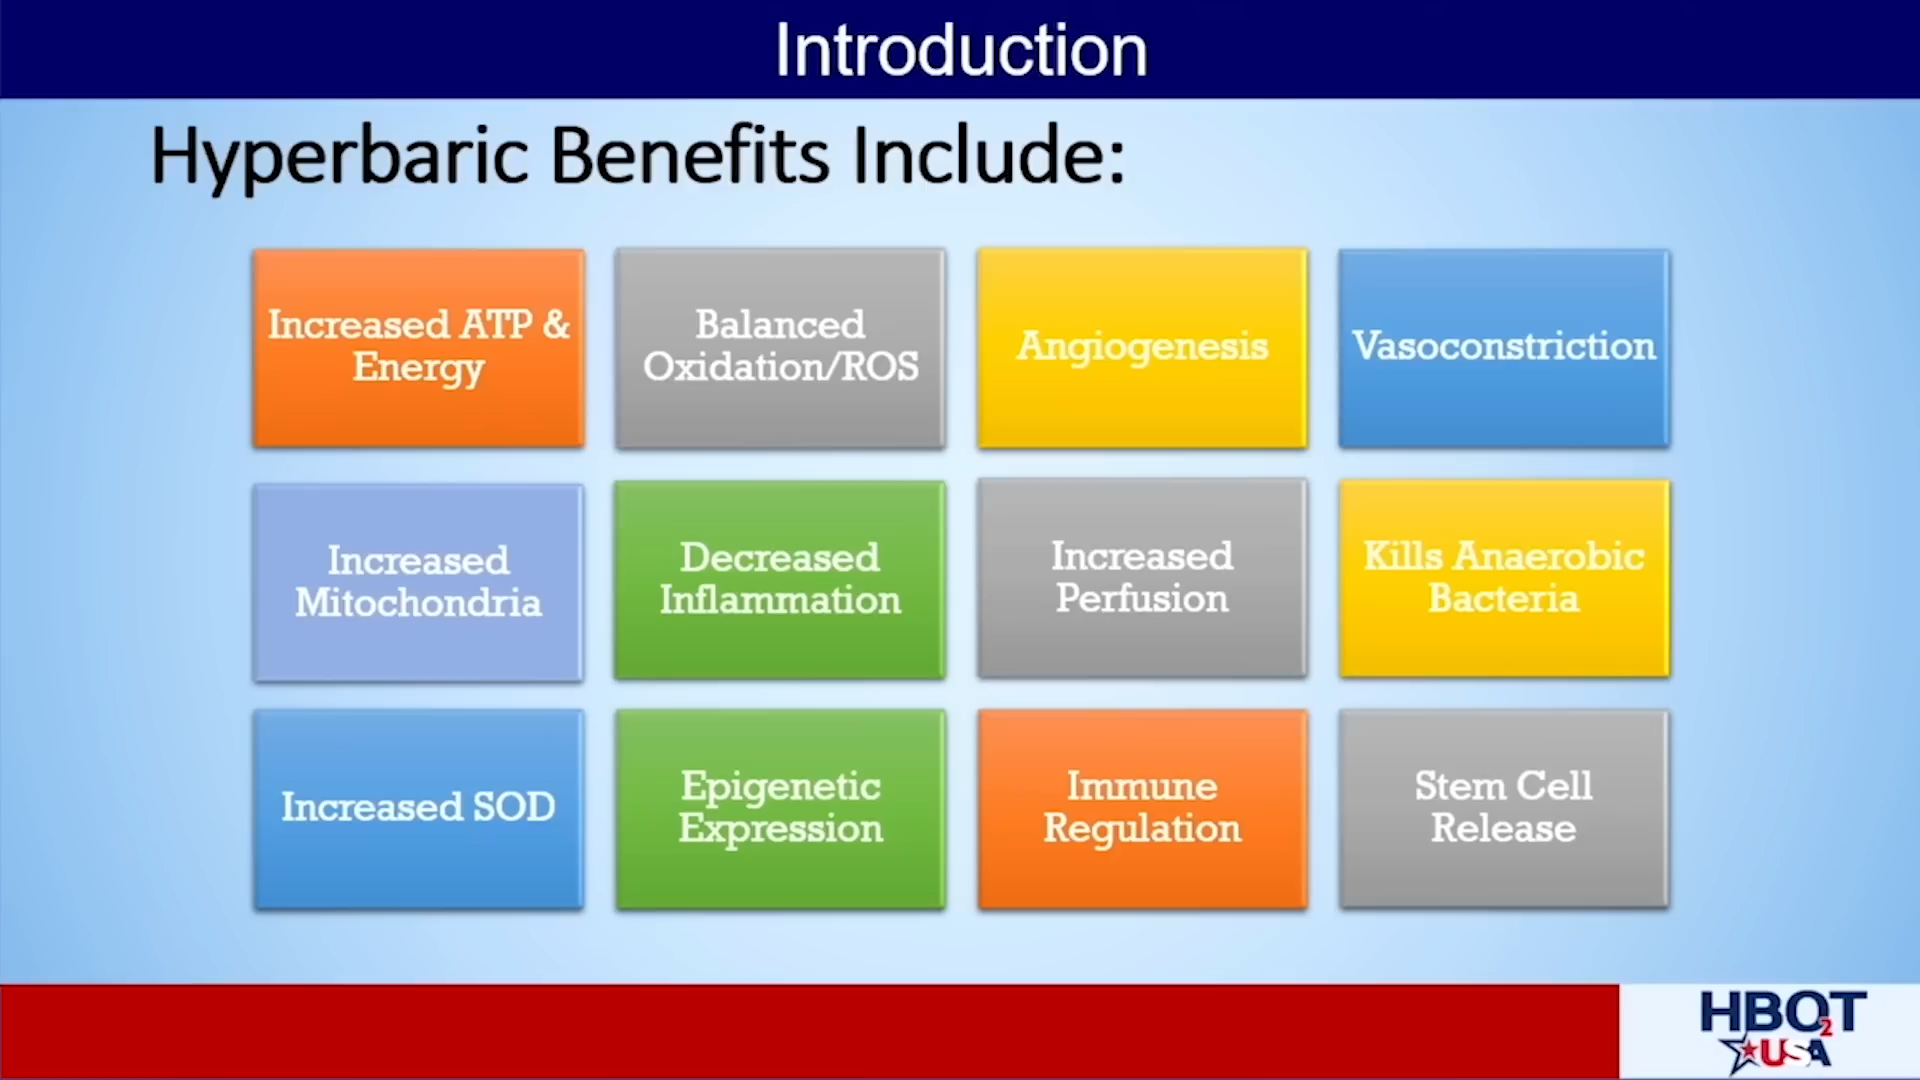 Introduction
Hyperbaric Benefits Include:
Increased ATP &
Energy
Balanced
Oxidation/ROS
Angiogenesis
Vasoconstriction
Increased
Mitochondria
Decreased
Inflammation
Increased
Perfusion
Kills Anaerobic
Bacteria
Increased SOD
Epigenetic
Expression
Immune
Regulation
Stem Cell
Release
HBO2T
USA